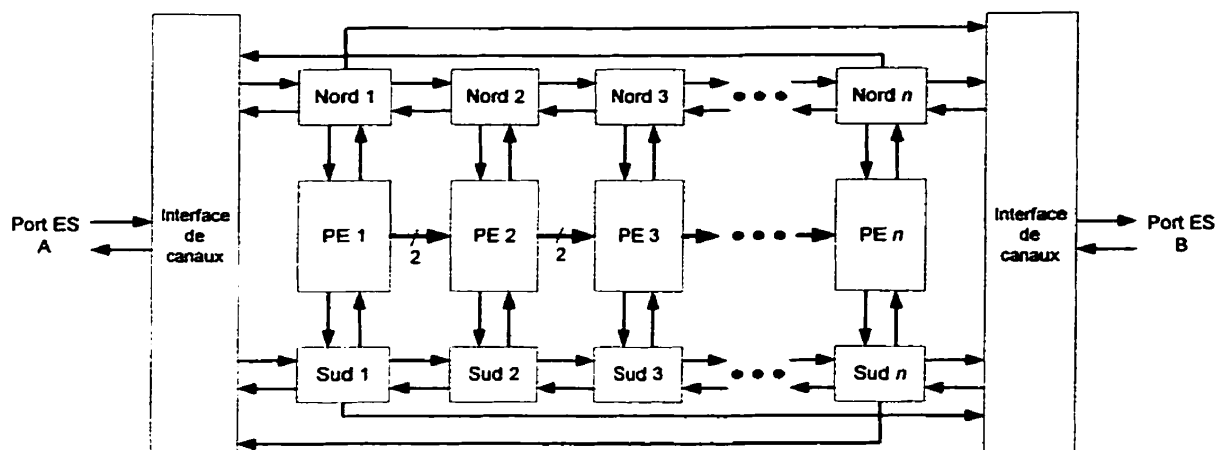 Nord 1
Nord 2
Nord 3
Nord n
Port ES
A
Interface
de
canaux
PE 1
2
PE 2
2
PE 3
PE n
Interface
de
canaux
Port ES
B
Sud 1
Sud 2
Sud 3
Sud n